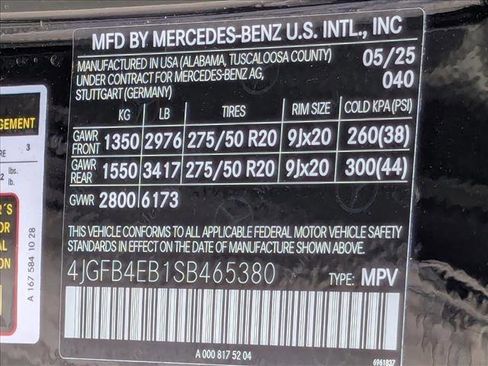 MFD BY MERCEDES-BENZ U.S. INTL., INC
MANUFACTURED IN USA (ALABAMA, TUSCALOOSA COUNTY) 05/25
UNDER CONTRACT FOR MERCEDES-BENZ AG, 040
STUTTGART (GERMANY)
KG LB TIRES RIM SIZE COLD KPA (PSI)
GAWR FRONT 1350 2976 275/50 R20 9Jx20 260(38)
GAWR REAR 1550 3417 275/50 R20 9Jx20 300(44)
GVWR 2800 6173
THIS VEHICLE CONFORMS TO ALL APPLICABLE FEDERAL MOTOR VEHICLE SAFETY
STANDARDS IN EFFECT ON THE DATE OF MANUFACTURE SHOWN ABOVE.
4JGFB4EB1SB465380 TYPE: MPV
A 000 817 52 04
6961837
3
lbs.
lb.
A 167 584 10 28